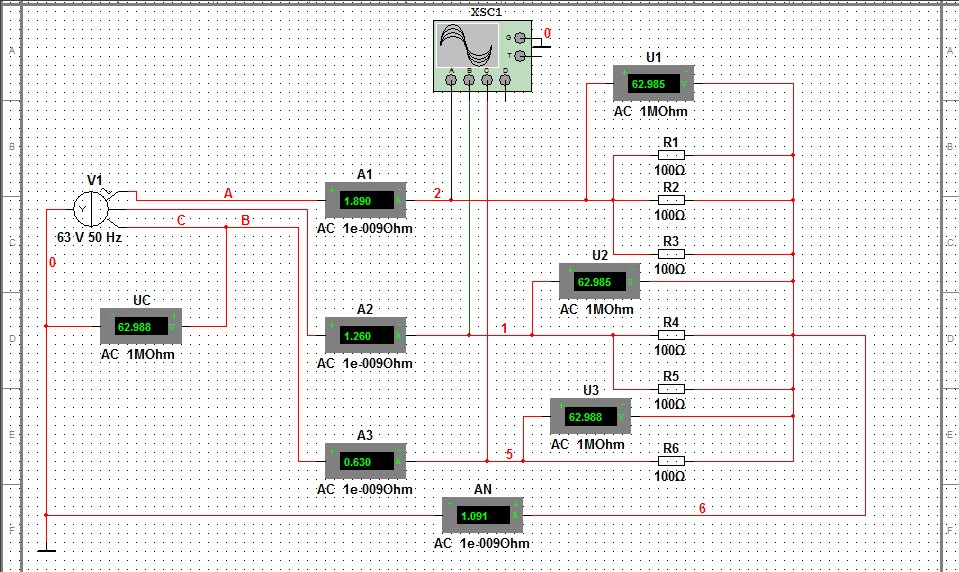 XSC1
G
T
0
A B C D
U1
+ -
62.985 V
AC 1MOhm
R1
100Ω
R2
100Ω
R3
100Ω
V1
Y
63 V 50 Hz
A
C
B
0
A1
+ -
1.890 A
AC 1e-009Ohm
2
U2
+ -
62.985 V
AC 1MOhm
UC
- +
62.988 V
AC 1MOhm
A2
+ -
1.260 A
AC 1e-009Ohm
1
R4
100Ω
R5
100Ω
U3
+ -
62.988 V
AC 1MOhm
A3
+ -
0.630 A
AC 1e-009Ohm
5
R6
100Ω
AN
- +
1.091 A
AC 1e-009Ohm
6
A
B
C
D
E
F
A
B
C
D
E
F